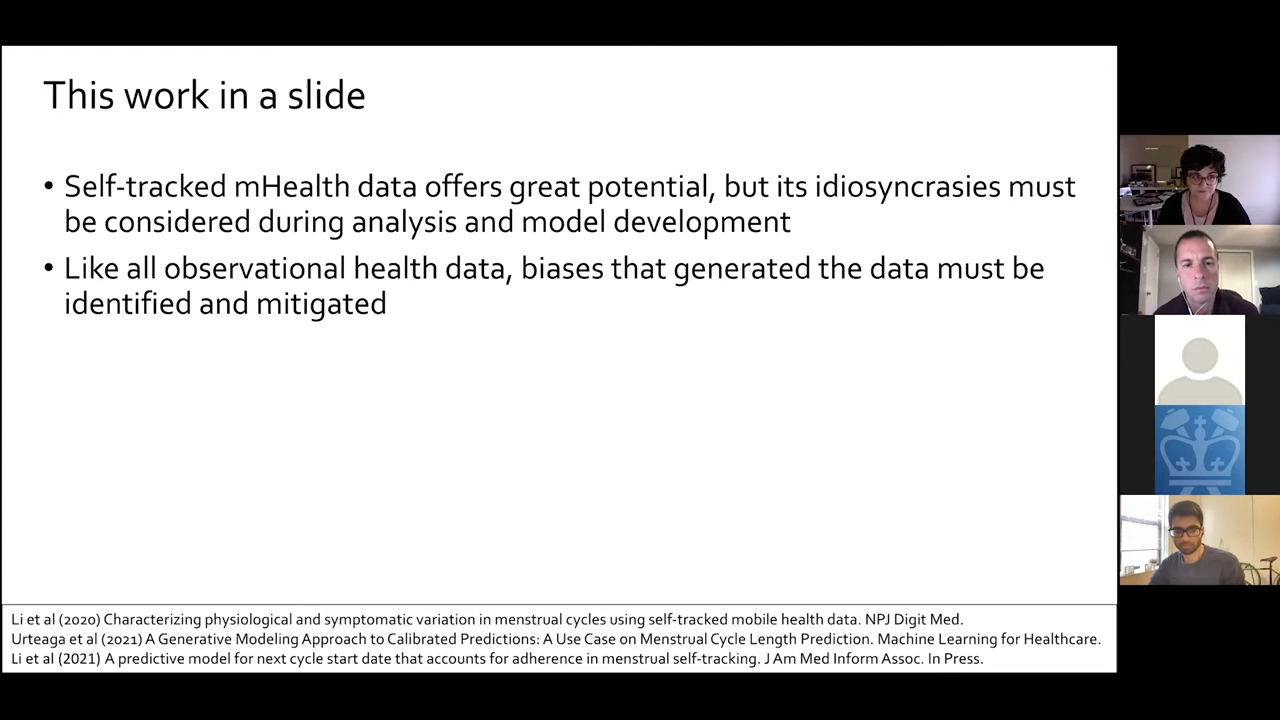 This work in a slide
• Self-tracked mHealth data offers great potential, but its idiosyncrasies must
be considered during analysis and model development
• Like all observational health data, biases that generated the data must be
identified and mitigated
Li et al (2020) Characterizing physiological and symptomatic variation in menstrual cycles using self-tracked mobile health data. NPJ Digit Med.
Urteaga et al (2021) A Generative Modeling Approach to Calibrated Predictions: A Use Case on Menstrual Cycle Length Prediction. Machine Learning for Healthcare.
Li et al (2021) A predictive model for next cycle start date that accounts for adherence in menstrual self-tracking. J Am Med Inform Assoc. In Press.